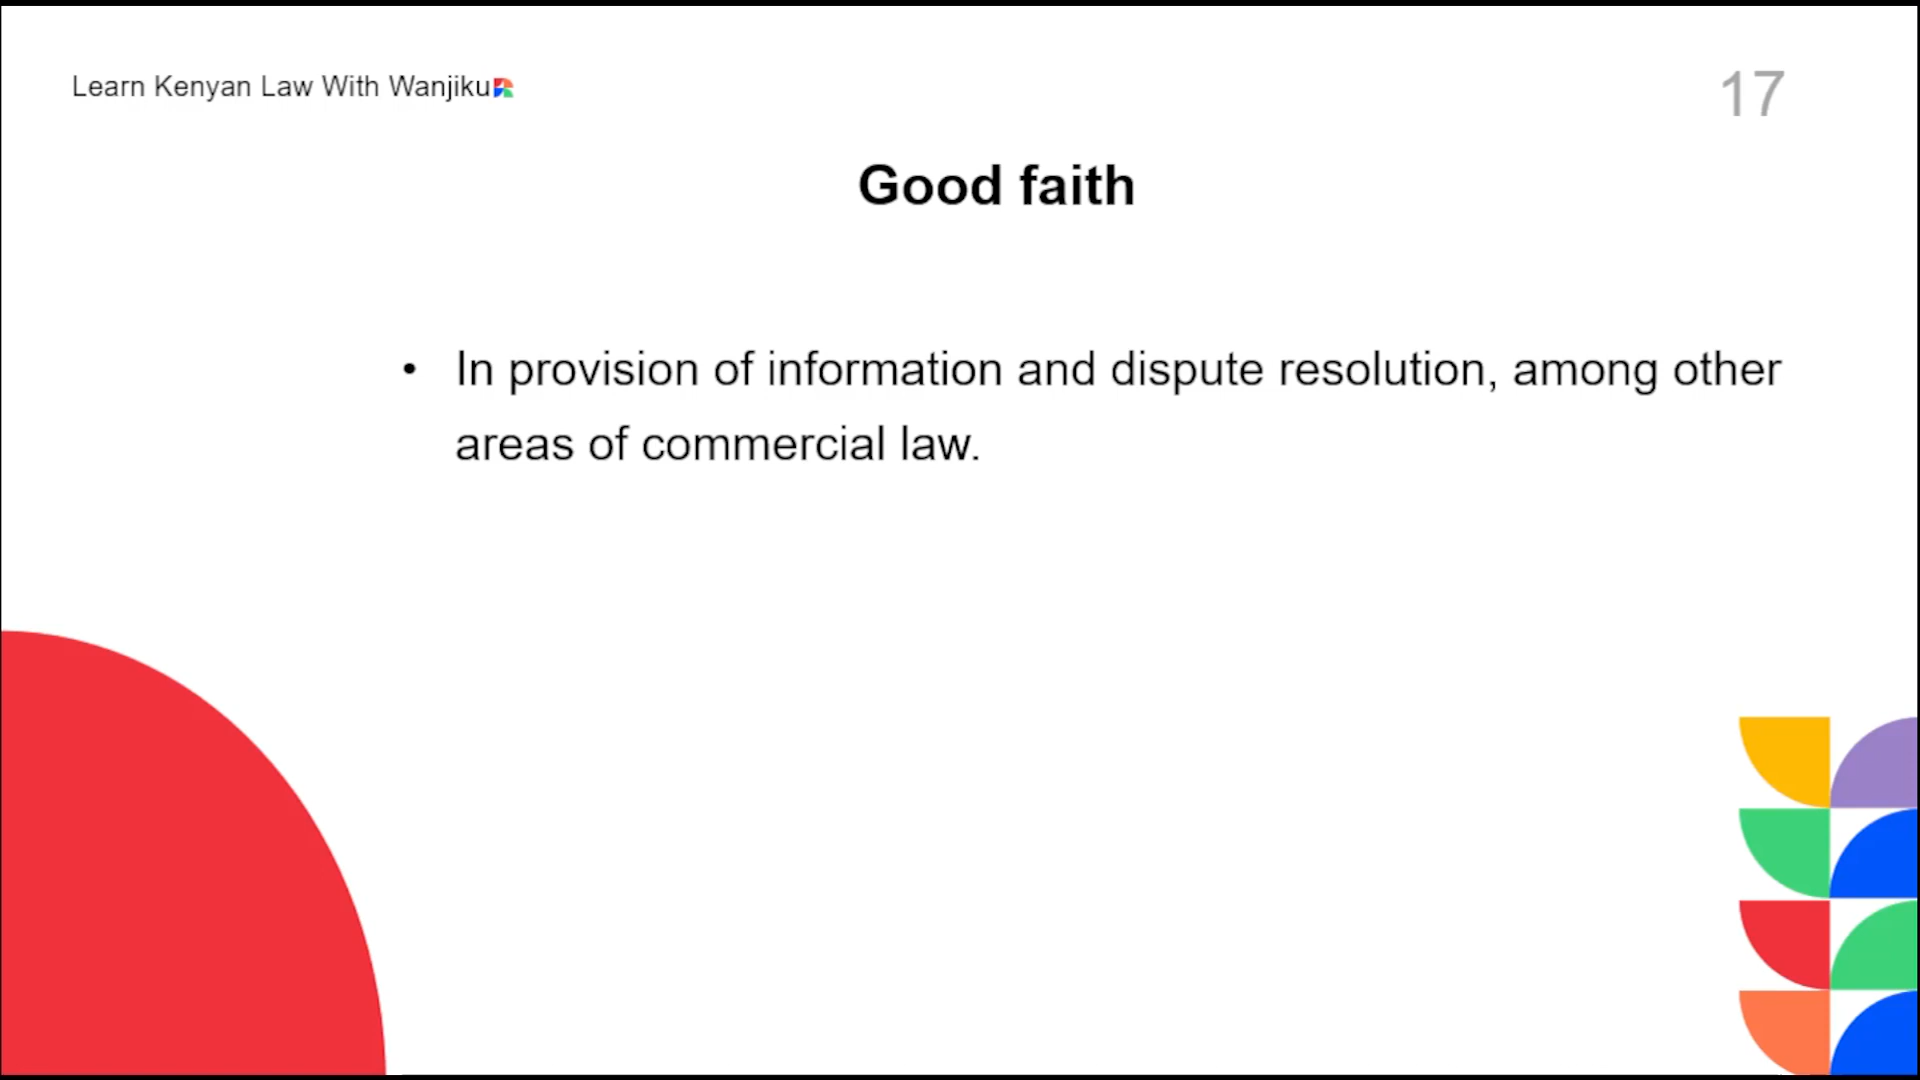 Learn Kenyan Law With Wanjiku
17
Good faith
• In provision of information and dispute resolution, among other
areas of commercial law.